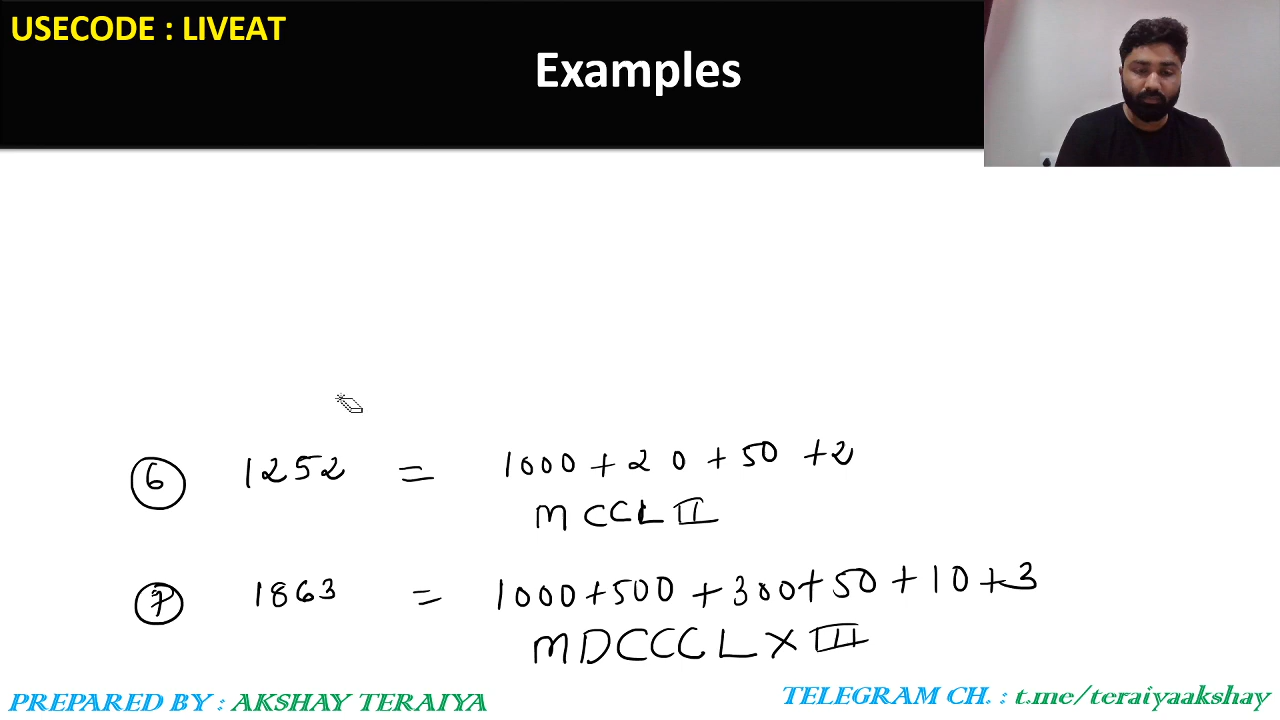 USECODE : LIVEAT
Examples
6 1252 = 1000 + 20 + 50 + 2
MCCLII
7 1863 = 1000 + 500 + 300 + 50 + 10 + 3
MDCCCLXIII
PREPARED BY : AKSHAY TERAIYA
TELEGRAM CH. : t.me/teraiyaakshay